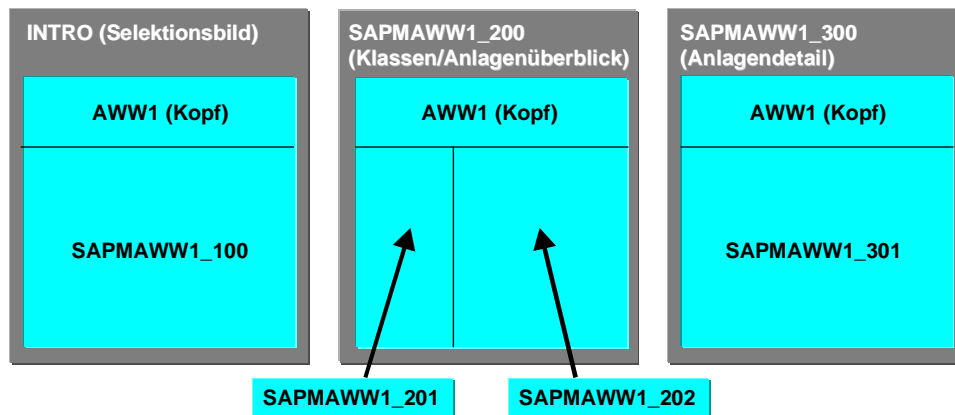 INTRO (Selektionsbild)
AWW1 (Kopf)
SAPMAWW1_100
SAPMAWW1_200
(Klassen/Anlagenüberblick)
AWW1 (Kopf)
SAPMAWW1_201
SAPMAWW1_202
SAPMAWW1_300
(Anlagendetail)
AWW1 (Kopf)
SAPMAWW1_301